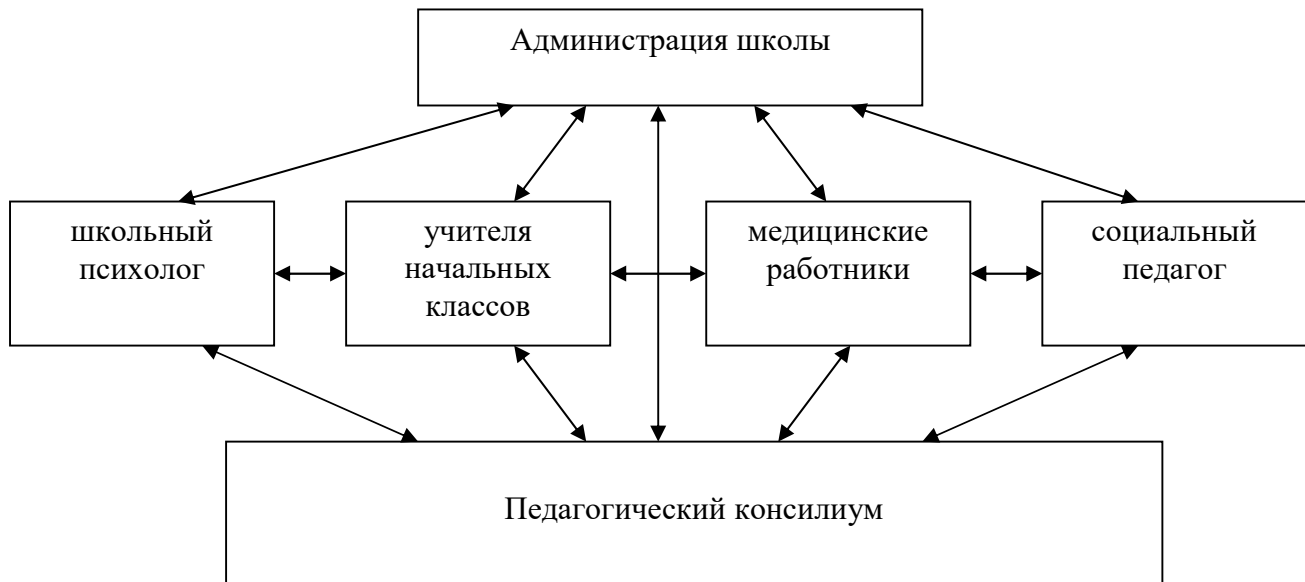 Администрация школы
школьный
психолог
учителя
начальных
классов
медицинские
работники
социальный
педагог
Педагогический консилиум